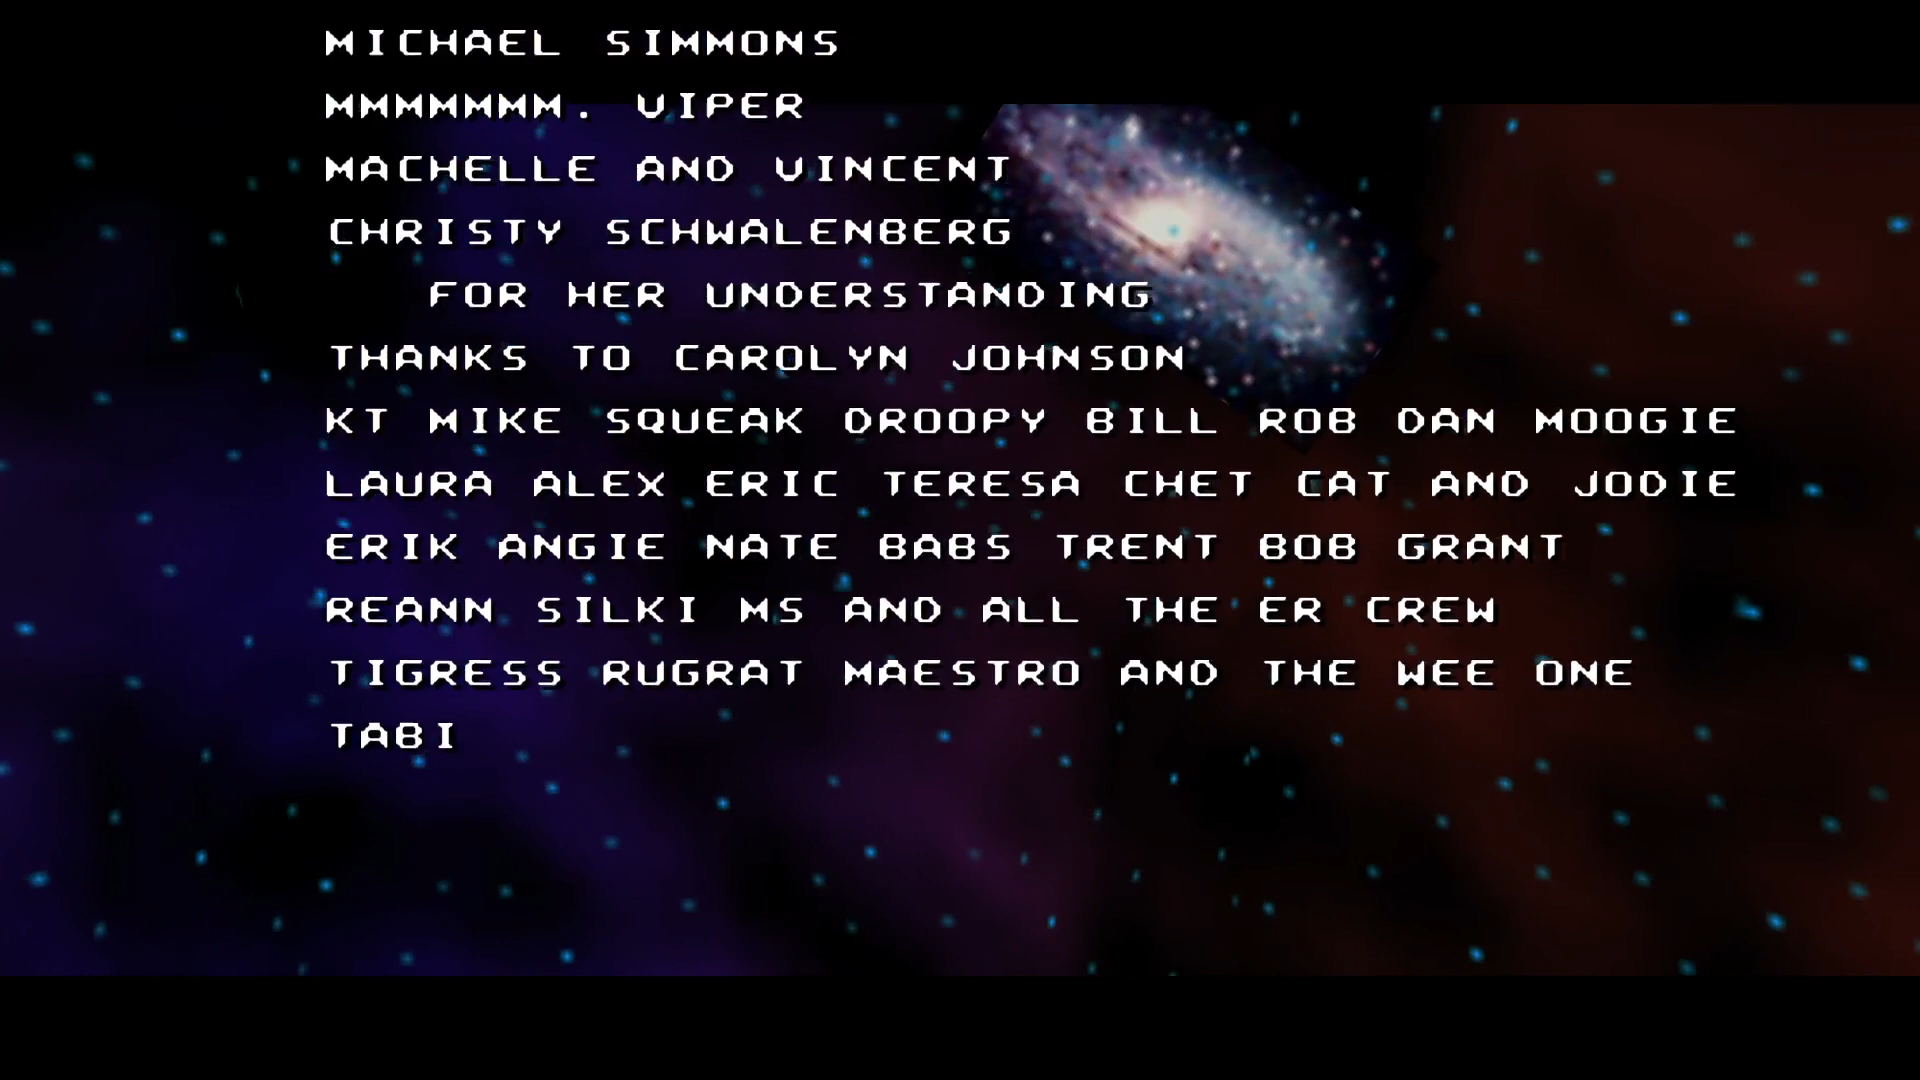 MICHAEL SIMMONS
MMMMMMM. VIPER
MACHELLE AND VINCENT
CHRISTY SCHWALENBERG
FOR HER UNDERSTANDING
THANKS TO CAROLYN JOHNSON
KT MIKE SQUEAK DROOPY BILL ROB DAN MOOGIE
LAURA ALEX ERIC TERESA CHET CAT AND JODIE
ERIK ANGIE NATE BABS TRENT BOB GRANT
REANN SILKI MS AND ALL THE ER CREW
TIGRESS RUGRAT MAESTRO AND THE WEE ONE
TABI